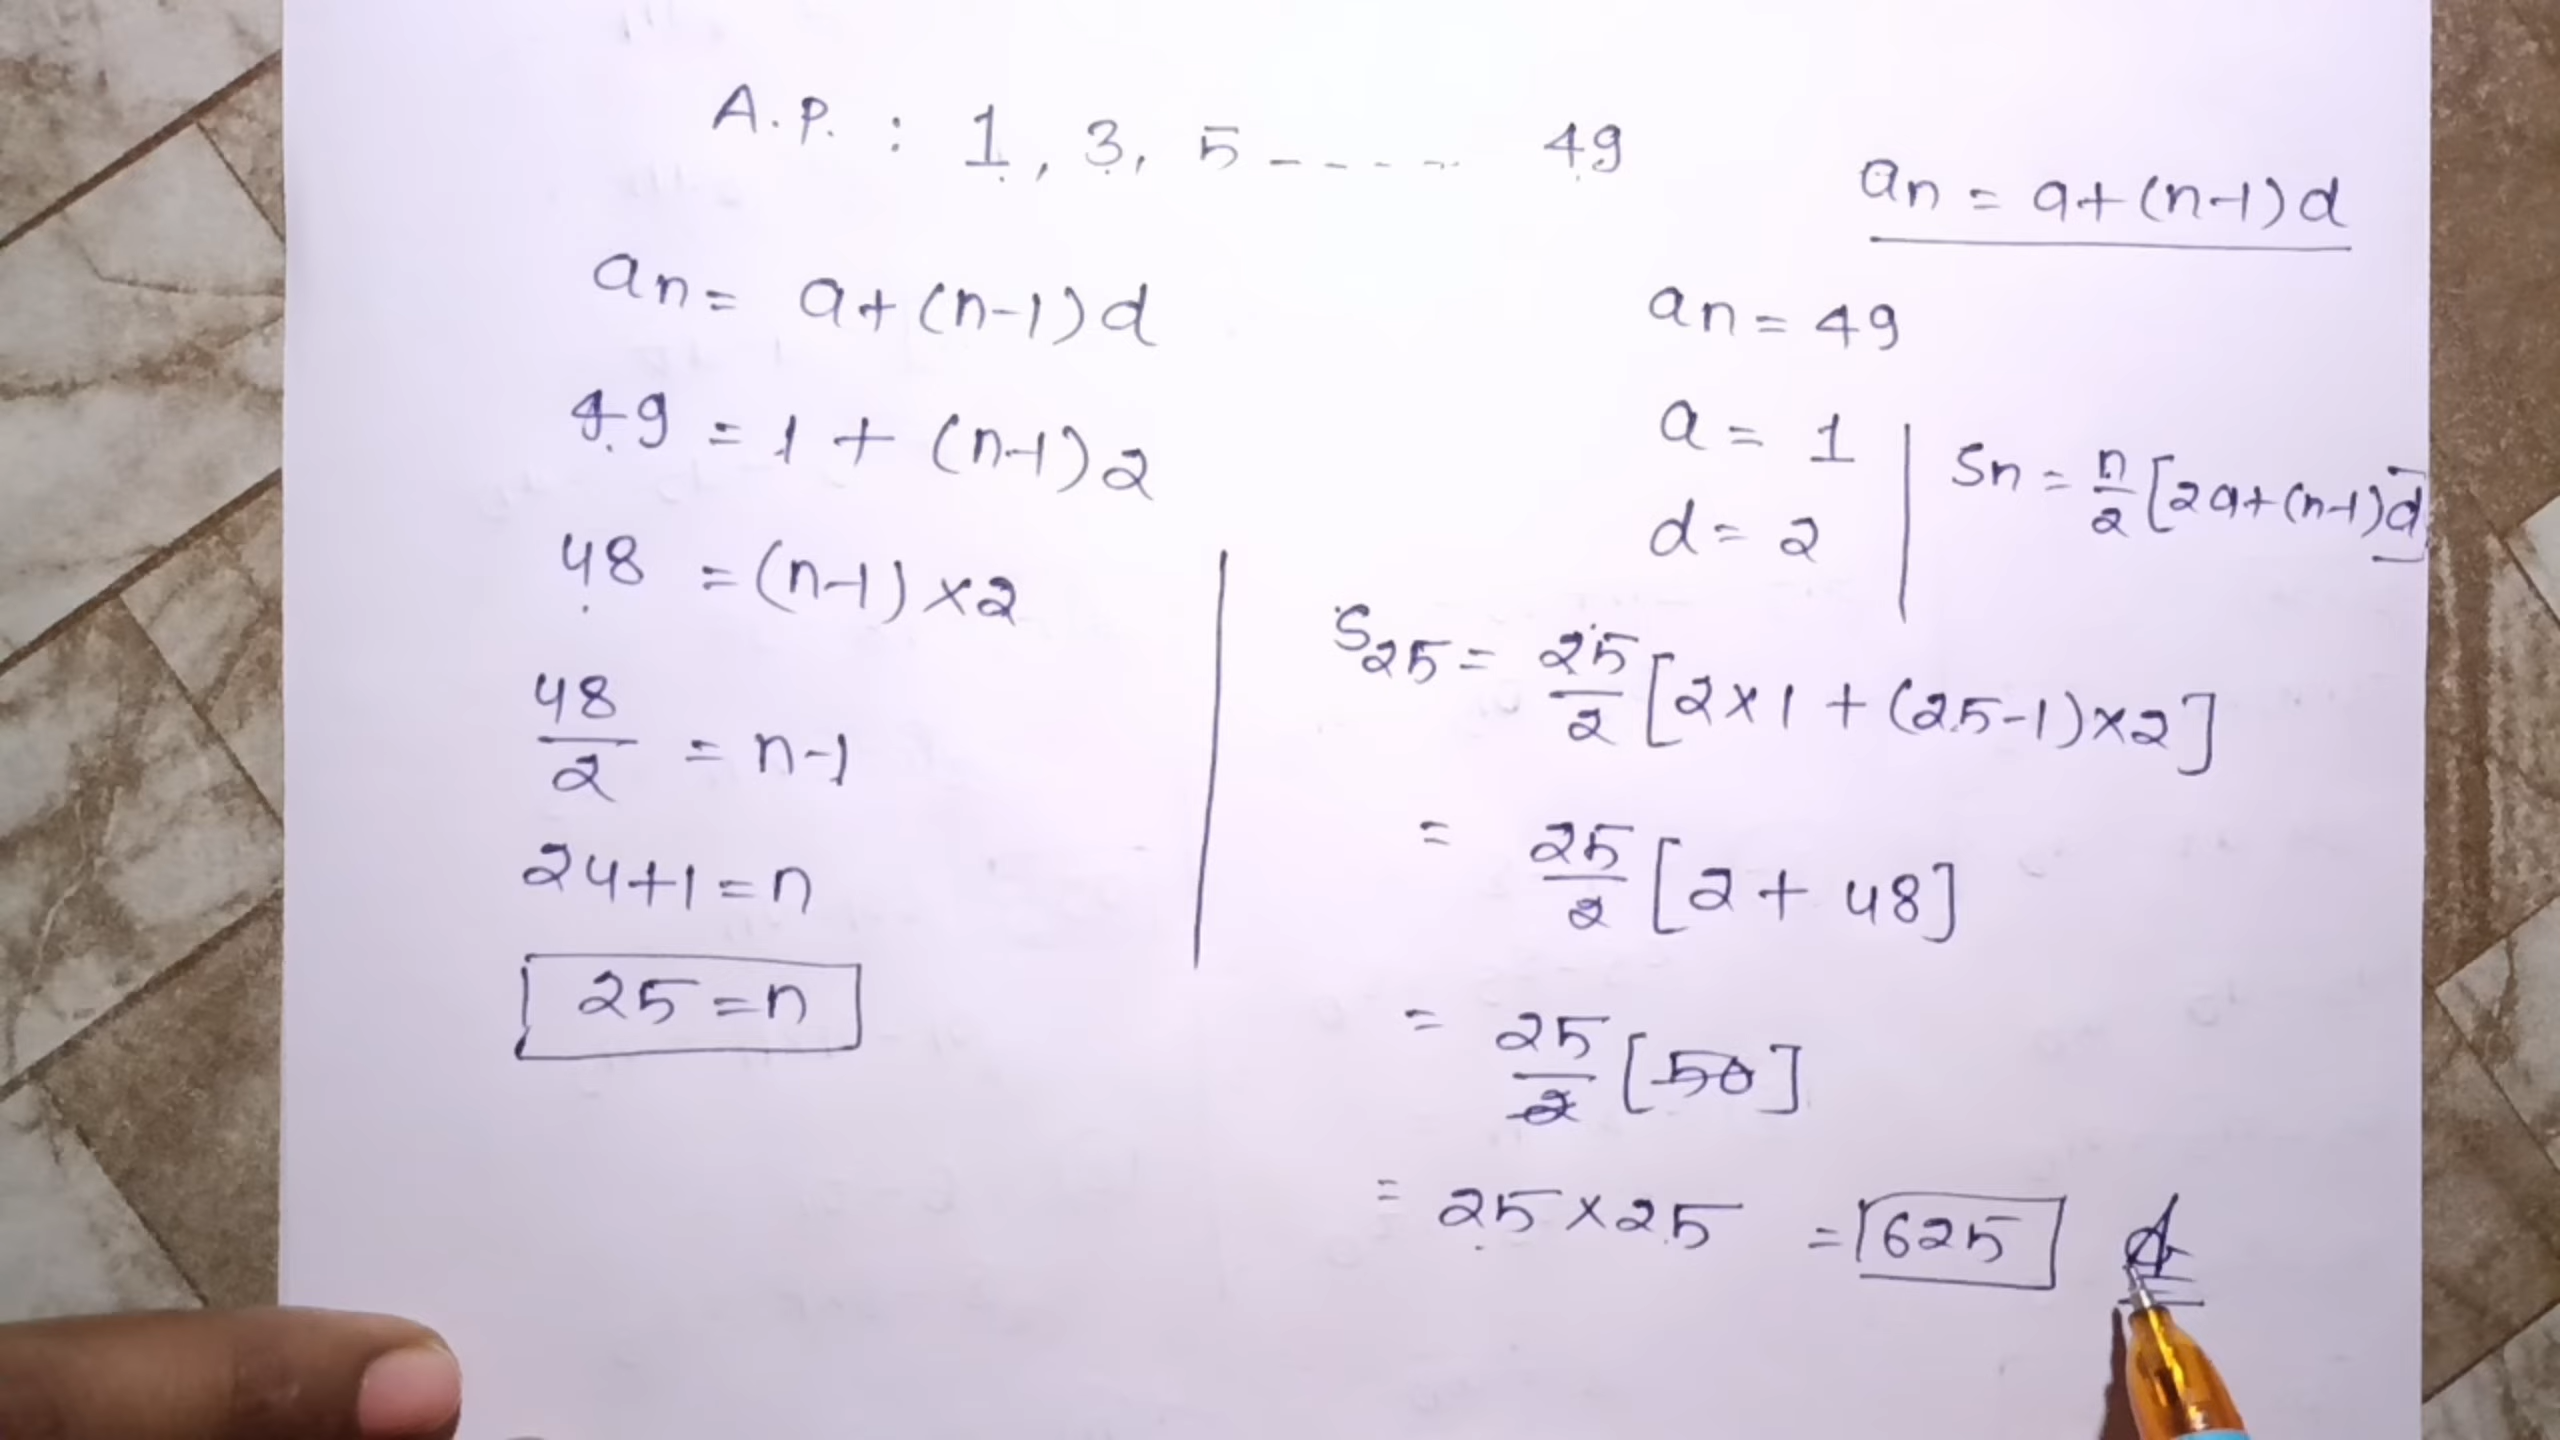 A.P. : 1, 3, 5 ----- 49
an = a+(n-1)d
an = a+(n-1)d
49 = 1 + (n-1)2
48 = (n-1)×2
48/2 = n-1
24+1=n
25=n
an = 49
a = 1
d = 2
Sn = n/2 [2a+(n-1)d]
S25 = 25/2 [2×1 + (25-1)×2]
= 25/2 [2 + 48]
= 25/2 [50]
= 25×25 = 625